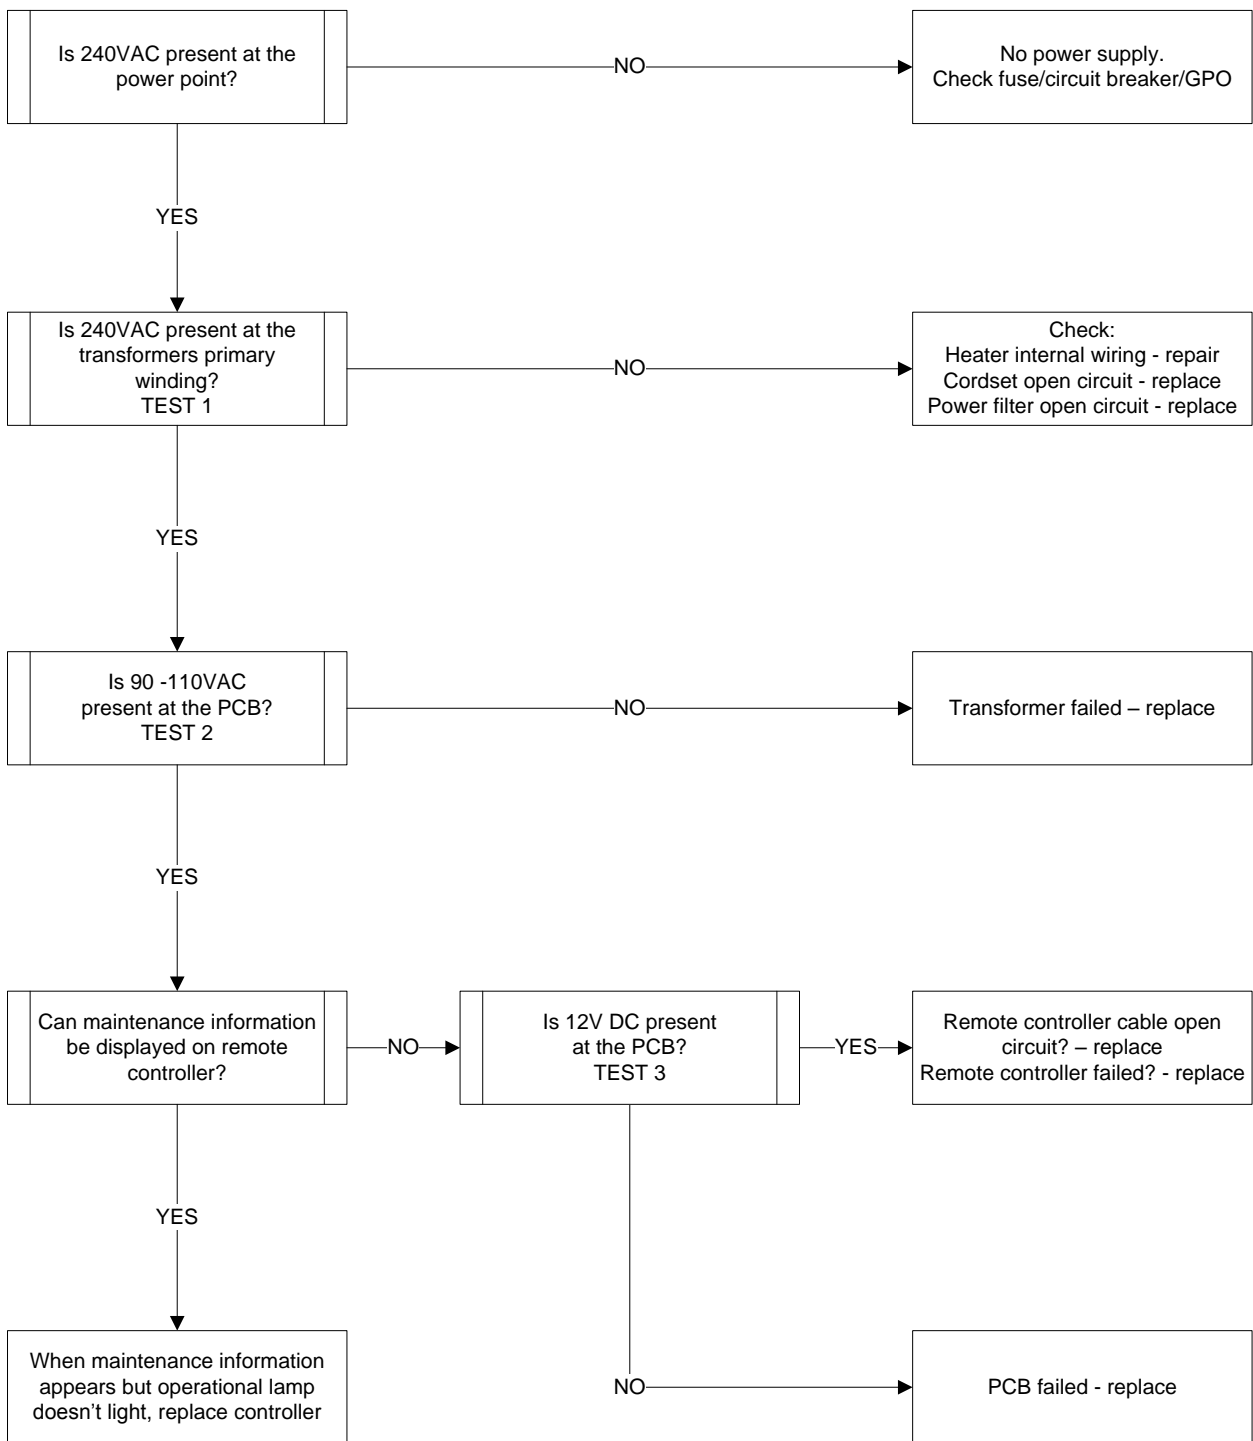 Is 240VAC present at the
power point?
NO
No power supply.
Check fuse/circuit breaker/GPO
YES
Is 240VAC present at the
transformers primary
winding?
TEST 1
NO
Check:
Heater internal wiring - repair
Cordset open circuit - replace
Power filter open circuit - replace
YES
Is 90 -110VAC
present at the PCB?
TEST 2
NO
Transformer failed – replace
YES
Can maintenance information
be displayed on remote
controller?
NO
Is 12V DC present
at the PCB?
TEST 3
YES
Remote controller cable open
circuit? – replace
Remote controller failed? - replace
YES
When maintenance information
appears but operational lamp
doesn’t light, replace controller
NO
PCB failed - replace